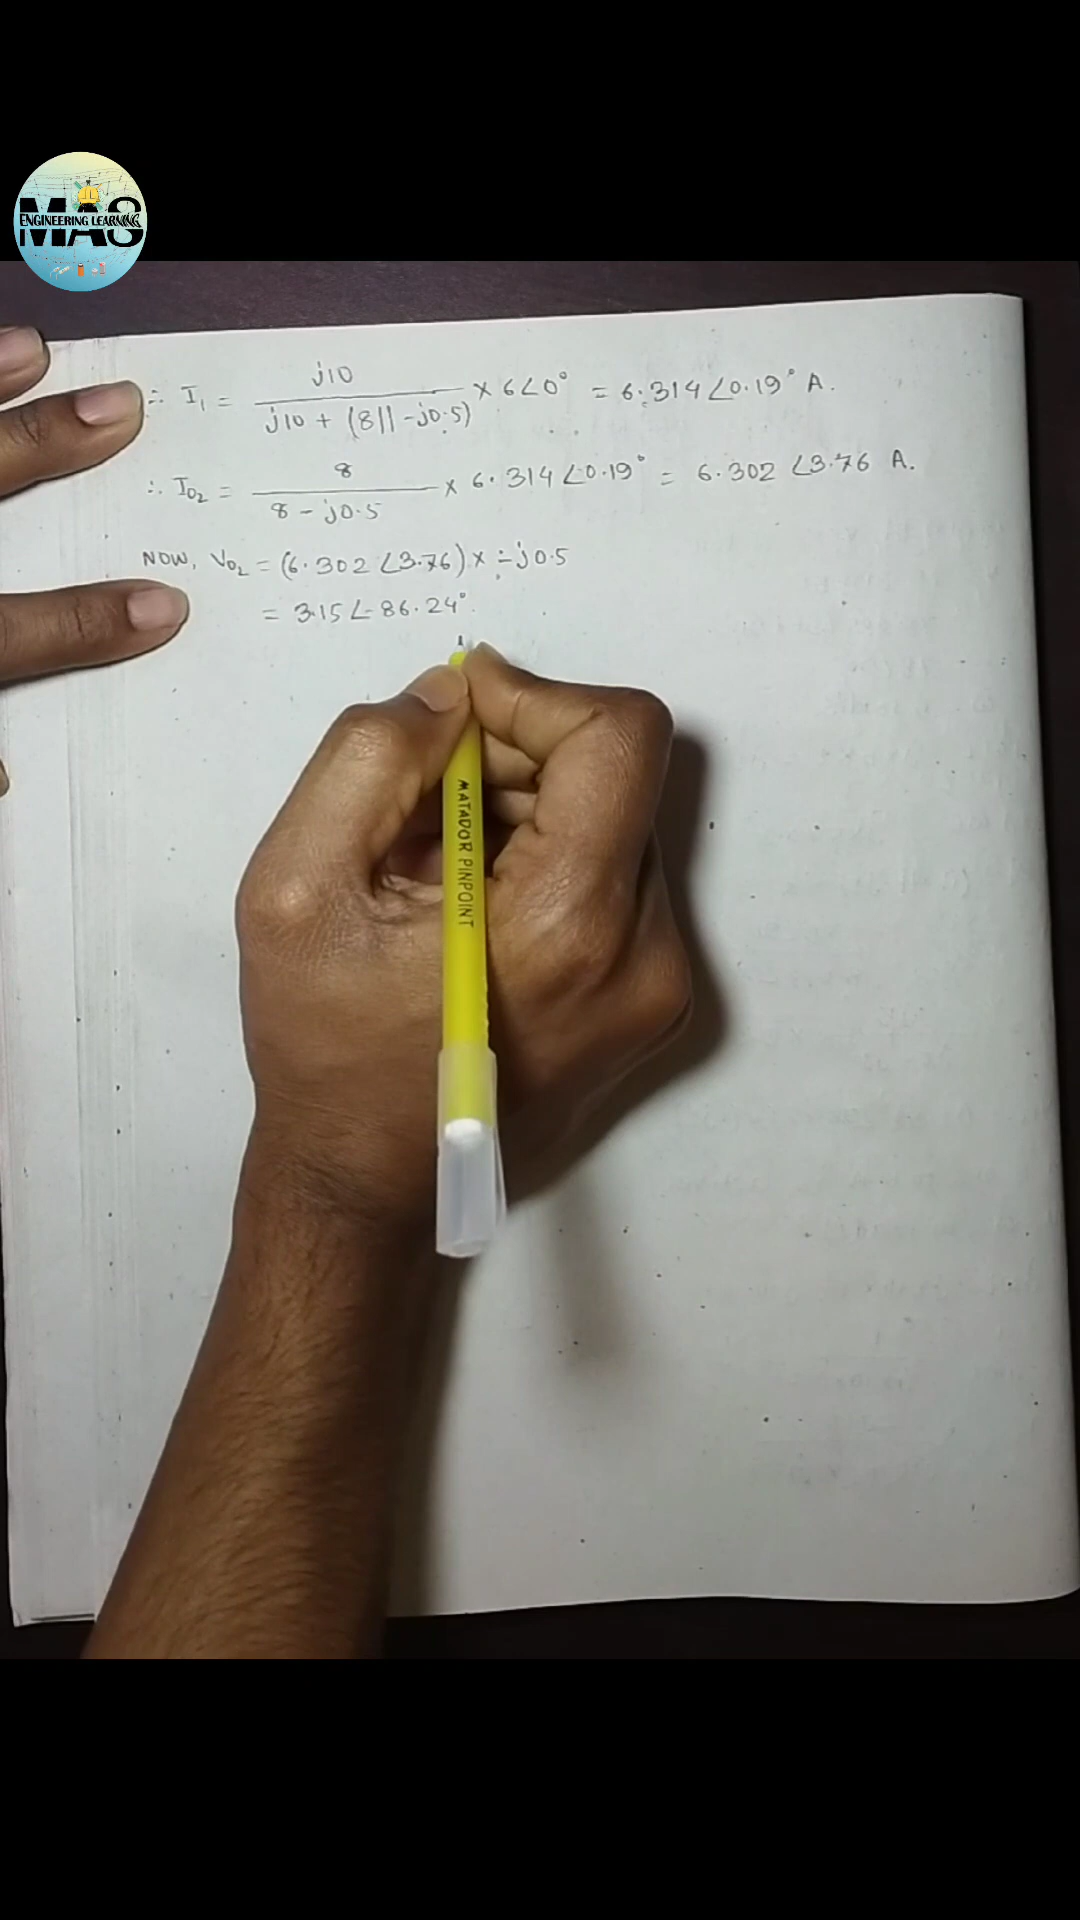 MAS
ENGINEERING LEARNING
∴ I₁ = j10 / (j10 + (8||-j0.5)) × 6∠0° = 6.314∠0.19° A.
∴ I₀₂ = 8 / (8 - j0.5) × 6.314∠0.19° = 6.302∠3.76 A.
NOW, V₀₂ = (6.302∠3.76) × -j0.5
= 3.15∠-86.24°.
MATADOR PINPOINT